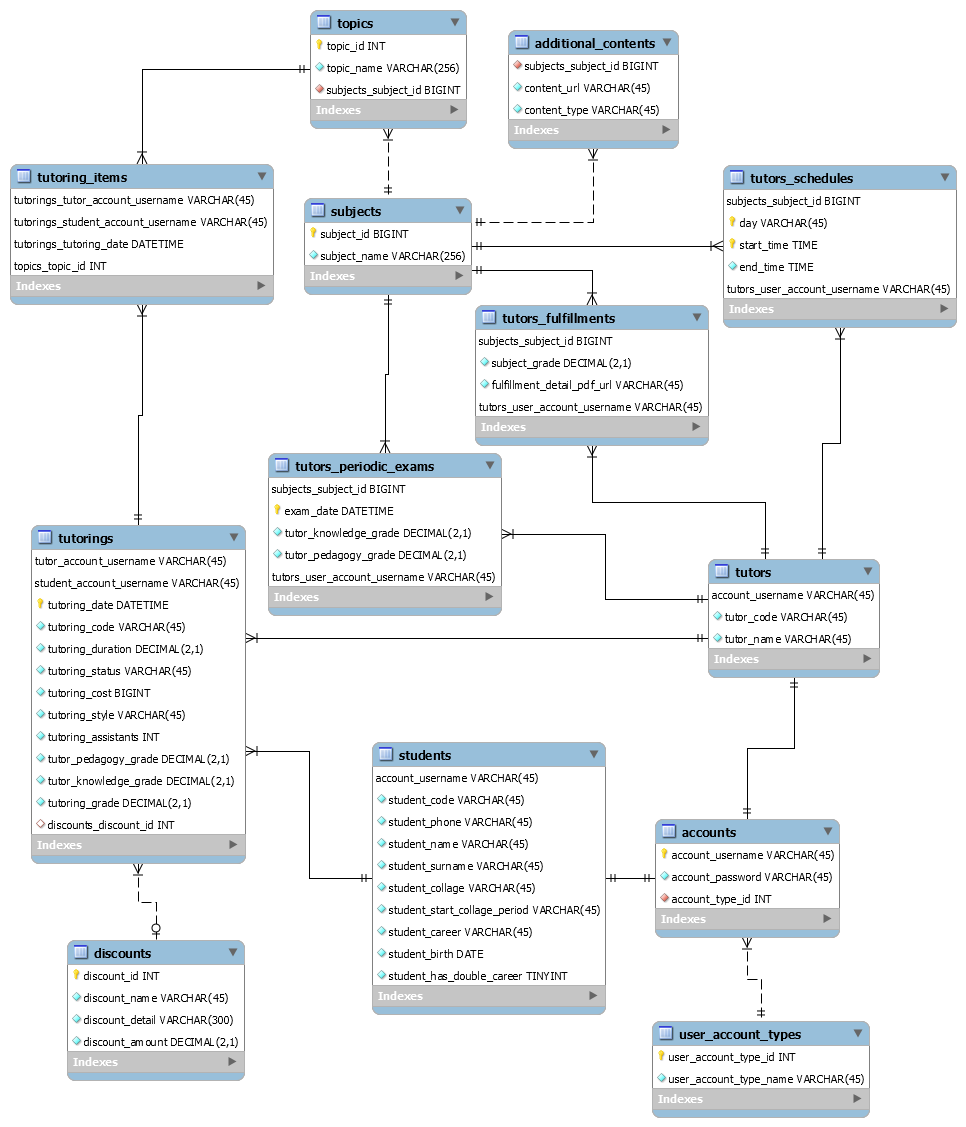 topics
topic_id INT
topic_name VARCHAR(256)
subjects_subject_id BIGINT
Indexes
additional_contents
subjects_subject_id BIGINT
content_url VARCHAR(45)
content_type VARCHAR(45)
Indexes
tutoring_items
tutorings_tutor_account_username VARCHAR(45)
tutorings_student_account_username VARCHAR(45)
tutorings_tutoring_date DATETIME
topics_topic_id INT
Indexes
subjects
subject_id BIGINT
subject_name VARCHAR(256)
Indexes
tutors_schedules
subjects_subject_id BIGINT
day VARCHAR(45)
start_time TIME
end_time TIME
tutors_user_account_username VARCHAR(45)
Indexes
tutors_fulfillments
subjects_subject_id BIGINT
subject_grade DECIMAL(2,1)
fulfillment_detail_pdf_url VARCHAR(45)
tutors_user_account_username VARCHAR(45)
Indexes
tutors_periodic_exams
subjects_subject_id BIGINT
exam_date DATETIME
tutor_knowledge_grade DECIMAL(2,1)
tutor_pedagogy_grade DECIMAL(2,1)
tutors_user_account_username VARCHAR(45)
Indexes
tutorings
tutor_account_username VARCHAR(45)
student_account_username VARCHAR(45)
tutoring_date DATETIME
tutoring_code VARCHAR(45)
tutoring_duration DECIMAL(2,1)
tutoring_status VARCHAR(45)
tutoring_cost BIGINT
tutoring_style VARCHAR(45)
tutoring_assistants INT
tutor_pedagogy_grade DECIMAL(2,1)
tutor_knowledge_grade DECIMAL(2,1)
tutoring_grade DECIMAL(2,1)
discounts_discount_id INT
Indexes
tutors
account_username VARCHAR(45)
tutor_code VARCHAR(45)
tutor_name VARCHAR(45)
Indexes
students
account_username VARCHAR(45)
student_code VARCHAR(45)
student_phone VARCHAR(45)
student_name VARCHAR(45)
student_surname VARCHAR(45)
student_collage VARCHAR(45)
student_start_collage_period VARCHAR(45)
student_career VARCHAR(45)
student_birth DATE
student_has_double_career TINYINT
Indexes
accounts
account_username VARCHAR(45)
account_password VARCHAR(45)
account_type_id INT
Indexes
discounts
discount_id INT
discount_name VARCHAR(45)
discount_detail VARCHAR(300)
discount_amount DECIMAL(2,1)
Indexes
user_account_types
user_account_type_id INT
user_account_type_name VARCHAR(45)
Indexes